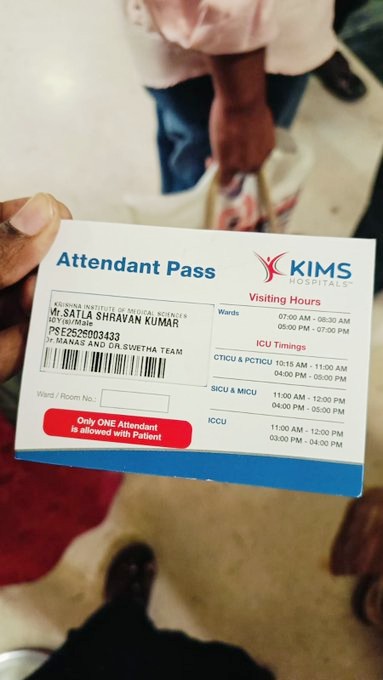 Attendant Pass
KIMS
HOSPITALS
KRISHNA INSTITUTE OF MEDICAL SCIENCES
Mr.SATLA SHRAVAN KUMAR
40Y(s)/Male
PSE2526003433
Dr.MANAS AND DR.SWETHA TEAM
Ward / Room No.:
Only ONE Attendant
is allowed with Patient
Visiting Hours
Wards 07:00 AM - 08:30 AM
05:00 PM - 07:00 PM
ICU Timings
CTICU & PCTICU 10:15 AM - 11:00 AM
04:00 PM - 05:00 PM
SICU & MICU 11:00 AM - 12:00 PM
04:00 PM - 05:00 PM
ICCU 11:00 AM - 12:00 PM
03:00 PM - 04:00 PM